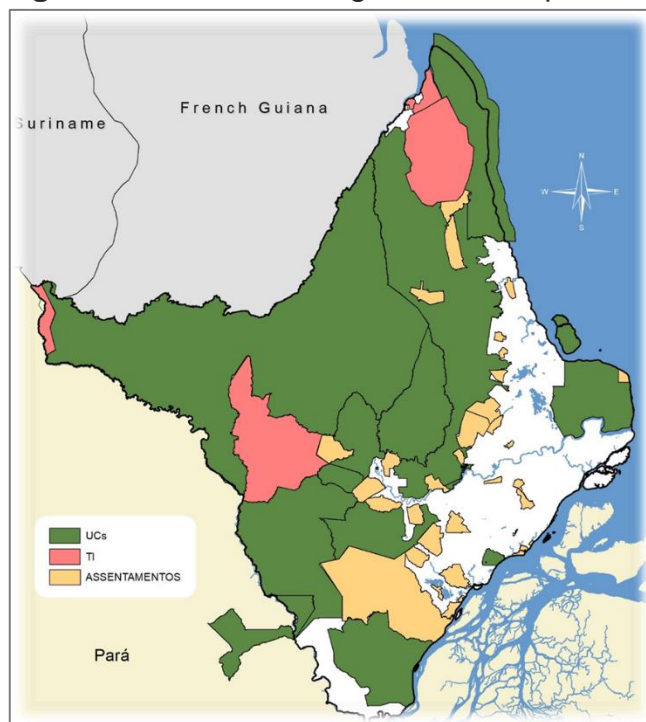 French Guiana
Suriname
N
W E
S
UCs
TI
ASSENTAMENTOS
Pará